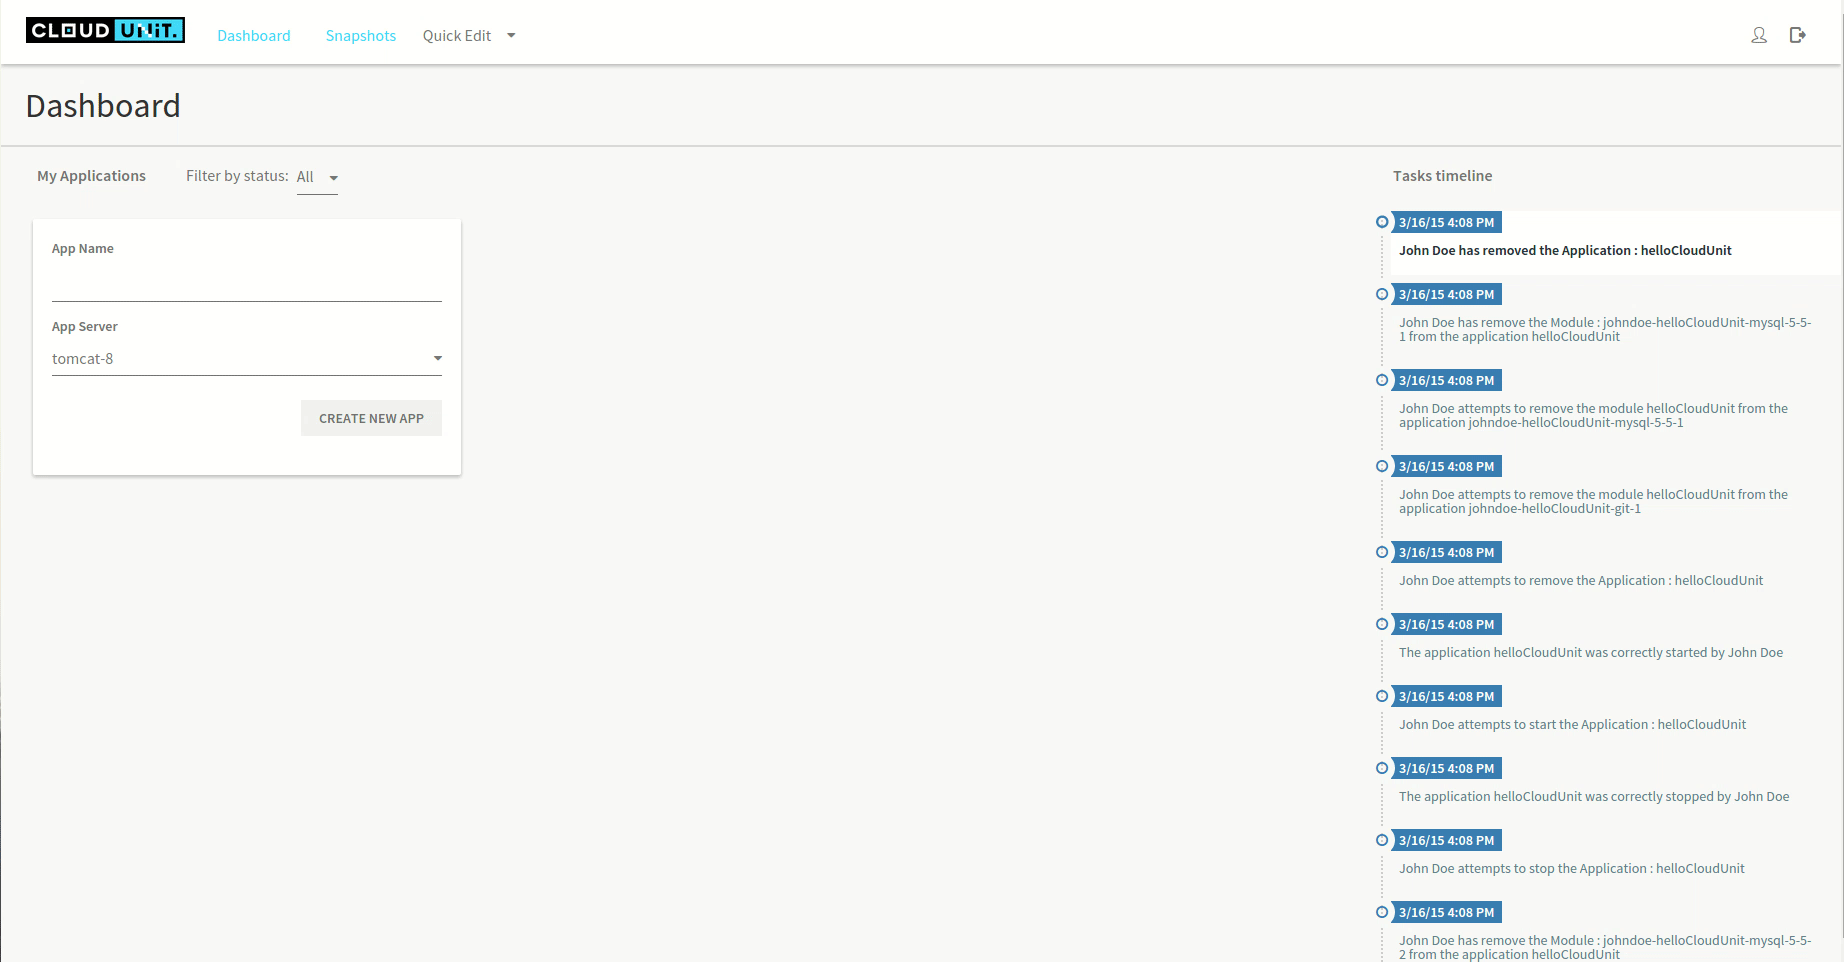 CLOUD UNiT.
Dashboard
Snapshots
Quick Edit
Dashboard
My Applications
Filter by status:
All
App Name
App Server
tomcat-8
CREATE NEW APP
Tasks timeline
3/16/15 4:08 PM
John Doe has removed the Application : helloCloudUnit
3/16/15 4:08 PM
John Doe has remove the Module : johndoe-helloCloudUnit-mysql-5-5-
1 from the application helloCloudUnit
3/16/15 4:08 PM
John Doe attempts to remove the module helloCloudUnit from the
application johndoe-helloCloudUnit-mysql-5-5-1
3/16/15 4:08 PM
John Doe attempts to remove the module helloCloudUnit from the
application johndoe-helloCloudUnit-git-1
3/16/15 4:08 PM
John Doe attempts to remove the Application : helloCloudUnit
3/16/15 4:08 PM
The application helloCloudUnit was correctly started by John Doe
3/16/15 4:08 PM
John Doe attempts to start the Application : helloCloudUnit
3/16/15 4:08 PM
The application helloCloudUnit was correctly stopped by John Doe
3/16/15 4:08 PM
John Doe attempts to stop the Application : helloCloudUnit
3/16/15 4:08 PM
John Doe has remove the Module : johndoe-helloCloudUnit-mysql-5-5-
2 from the application helloCloudUnit